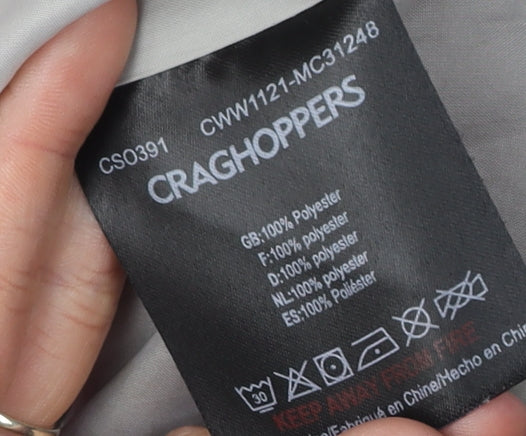 CSO391 CWW1121-MC31248
CRAGHOPPERS
GB:100% Polyester
F:100% polyester
D:100% polyester
NL:100% polyester
ES:100% Poliéster
30
KEEP AWAY FROM FIRE
/Fabriqué en Chine/Hecho en